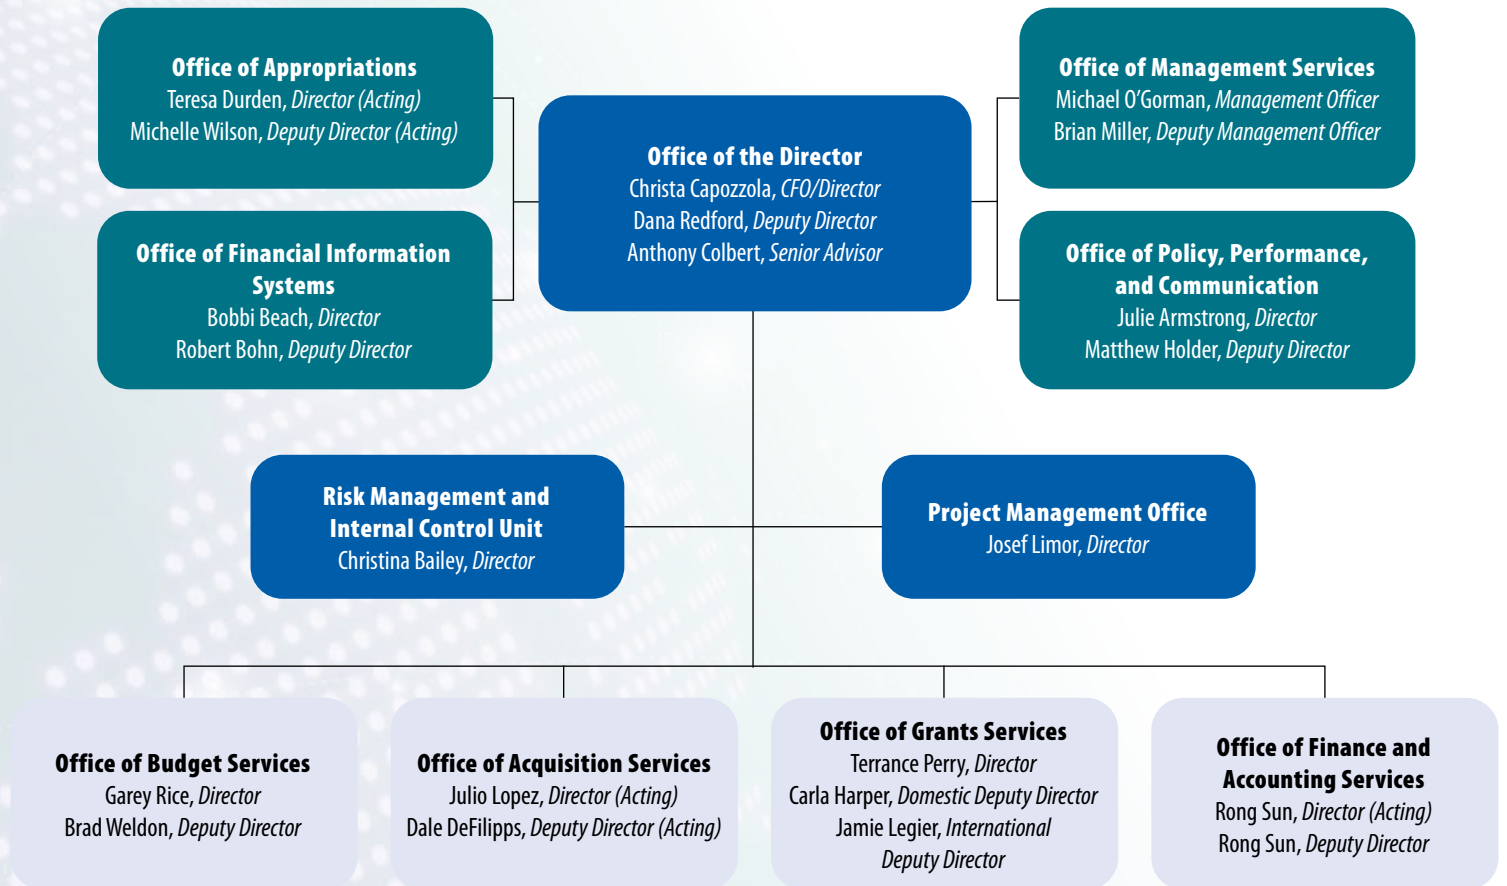 Office of Appropriations
Teresa Durden, Director (Acting)
Michelle Wilson, Deputy Director (Acting)
Office of Financial Information
Systems
Bobbi Beach, Director
Robert Bohn, Deputy Director
Office of the Director
Christa Capozzola, CFO/Director
Dana Redford, Deputy Director
Anthony Colbert, Senior Advisor
Office of Management Services
Michael O’Gorman, Management Officer
Brian Miller, Deputy Management Officer
Office of Policy, Performance,
and Communication
Julie Armstrong, Director
Matthew Holder, Deputy Director
Risk Management and
Internal Control Unit
Christina Bailey, Director
Project Management Office
Josef Limor, Director
Office of Budget Services
Garey Rice, Director
Brad Weldon, Deputy Director
Office of Acquisition Services
Julio Lopez, Director (Acting)
Dale DeFilipps, Deputy Director (Acting)
Office of Grants Services
Terrance Perry, Director
Carla Harper, Domestic Deputy Director
Jamie Legier, International
Deputy Director
Office of Finance and
Accounting Services
Rong Sun, Director (Acting)
Rong Sun, Deputy Director